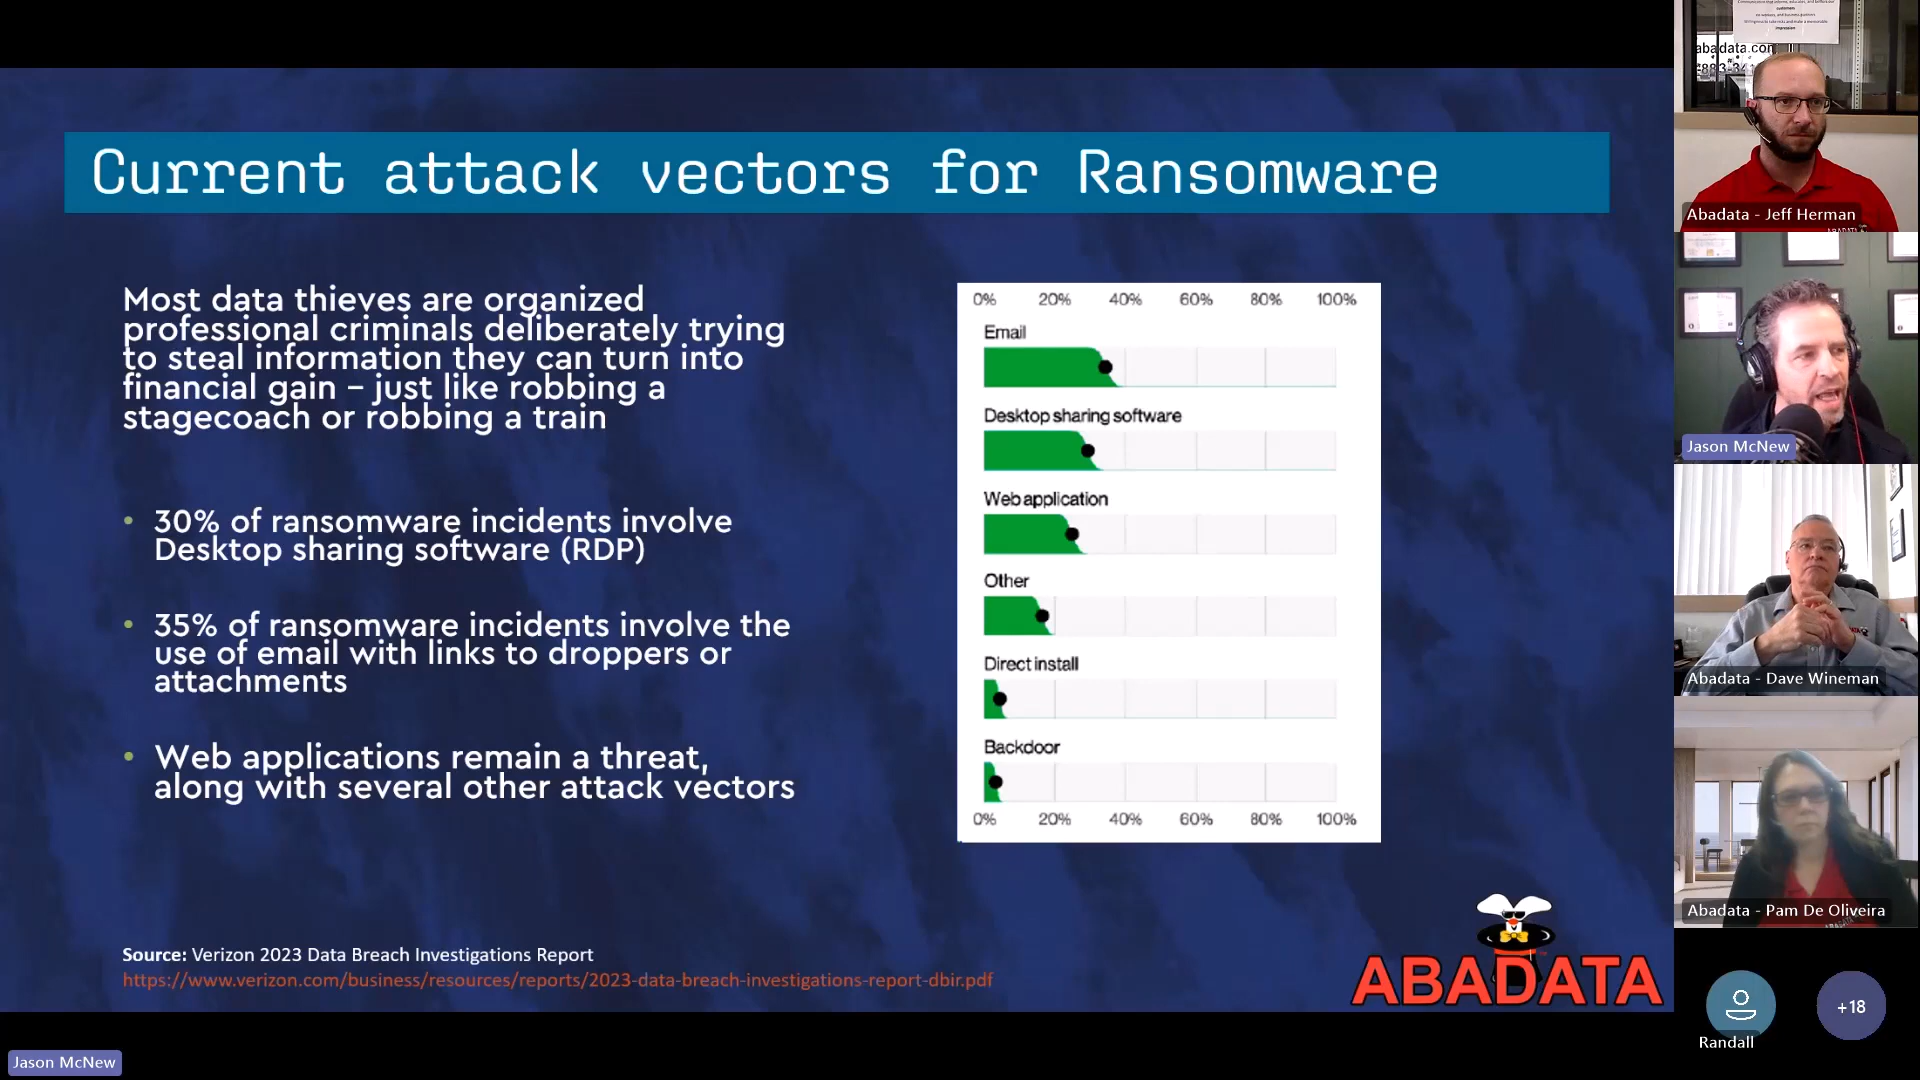 Current attack vectors for Ransomware
Most data thieves are organized
professional criminals deliberately trying
to steal information they can turn into
financial gain – just like robbing a
stagecoach or robbing a train
• 30% of ransomware incidents involve
Desktop sharing software (RDP)
• 35% of ransomware incidents involve the
use of email with links to droppers or
attachments
• Web applications remain a threat,
along with several other attack vectors
Source: Verizon 2023 Data Breach Investigations Report
https://www.verizon.com/business/resources/reports/2023-data-breach-investigations-report-dbir.pdf
0% 20% 40% 60% 80% 100%
Email
Desktop sharing software
Web application
Other
Direct install
Backdoor
0% 20% 40% 60% 80% 100%
ABADATA
customers
impression
abadata.com
Abadata - Jeff Herman
Jason McNew
Abadata - Dave Wineman
Abadata - Pam De Oliveira
Randall
+18
Jason McNew